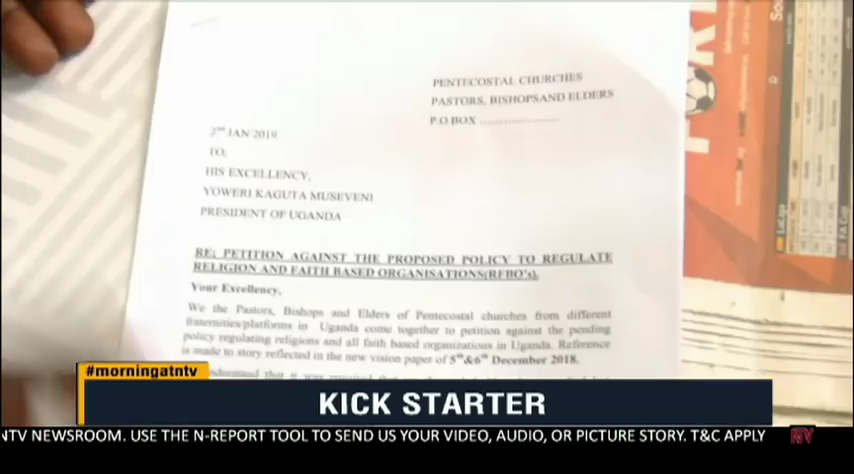 PENTECOSTAL CHURCHES
PASTORS, BISHOPSAND ELDERS
P.O BOX ....................
2ND JAN 2019
TO;
HIS EXCELLENCY,
YOWERI KAGUTA MUSEVENI
PRESIDENT OF UGANDA
RE; PETITION AGAINST THE PROPOSED POLICY TO REGULATE
RELIGION AND FAITH BASED ORGANISATIONS(RFBO's).
Your Excellency,
We the Pastors, Bishops and Elders of Pentecostal churches from different
fraternities/platforms in Uganda come together to petition against the pending
policy regulating religions and all faith based organizations in Uganda. Reference
is made to story reflected in the new vision paper of 5th&6th December 2018.
#morningatntv
KICK STARTER
NTV NEWSROOM. USE THE N-REPORT TOOL TO SEND US YOUR VIDEO, AUDIO, OR PICTURE STORY. T&C APPLY
LaLiga
FA Cup